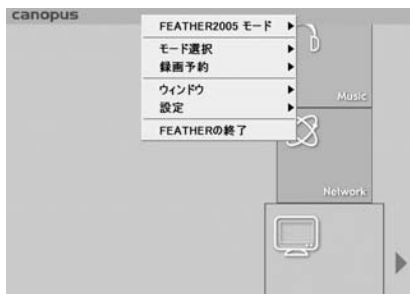 canopus
FEATHER2005 モード
モード選択
録画予約
ウィンドウ
設定
FEATHERの終了
Music
Network